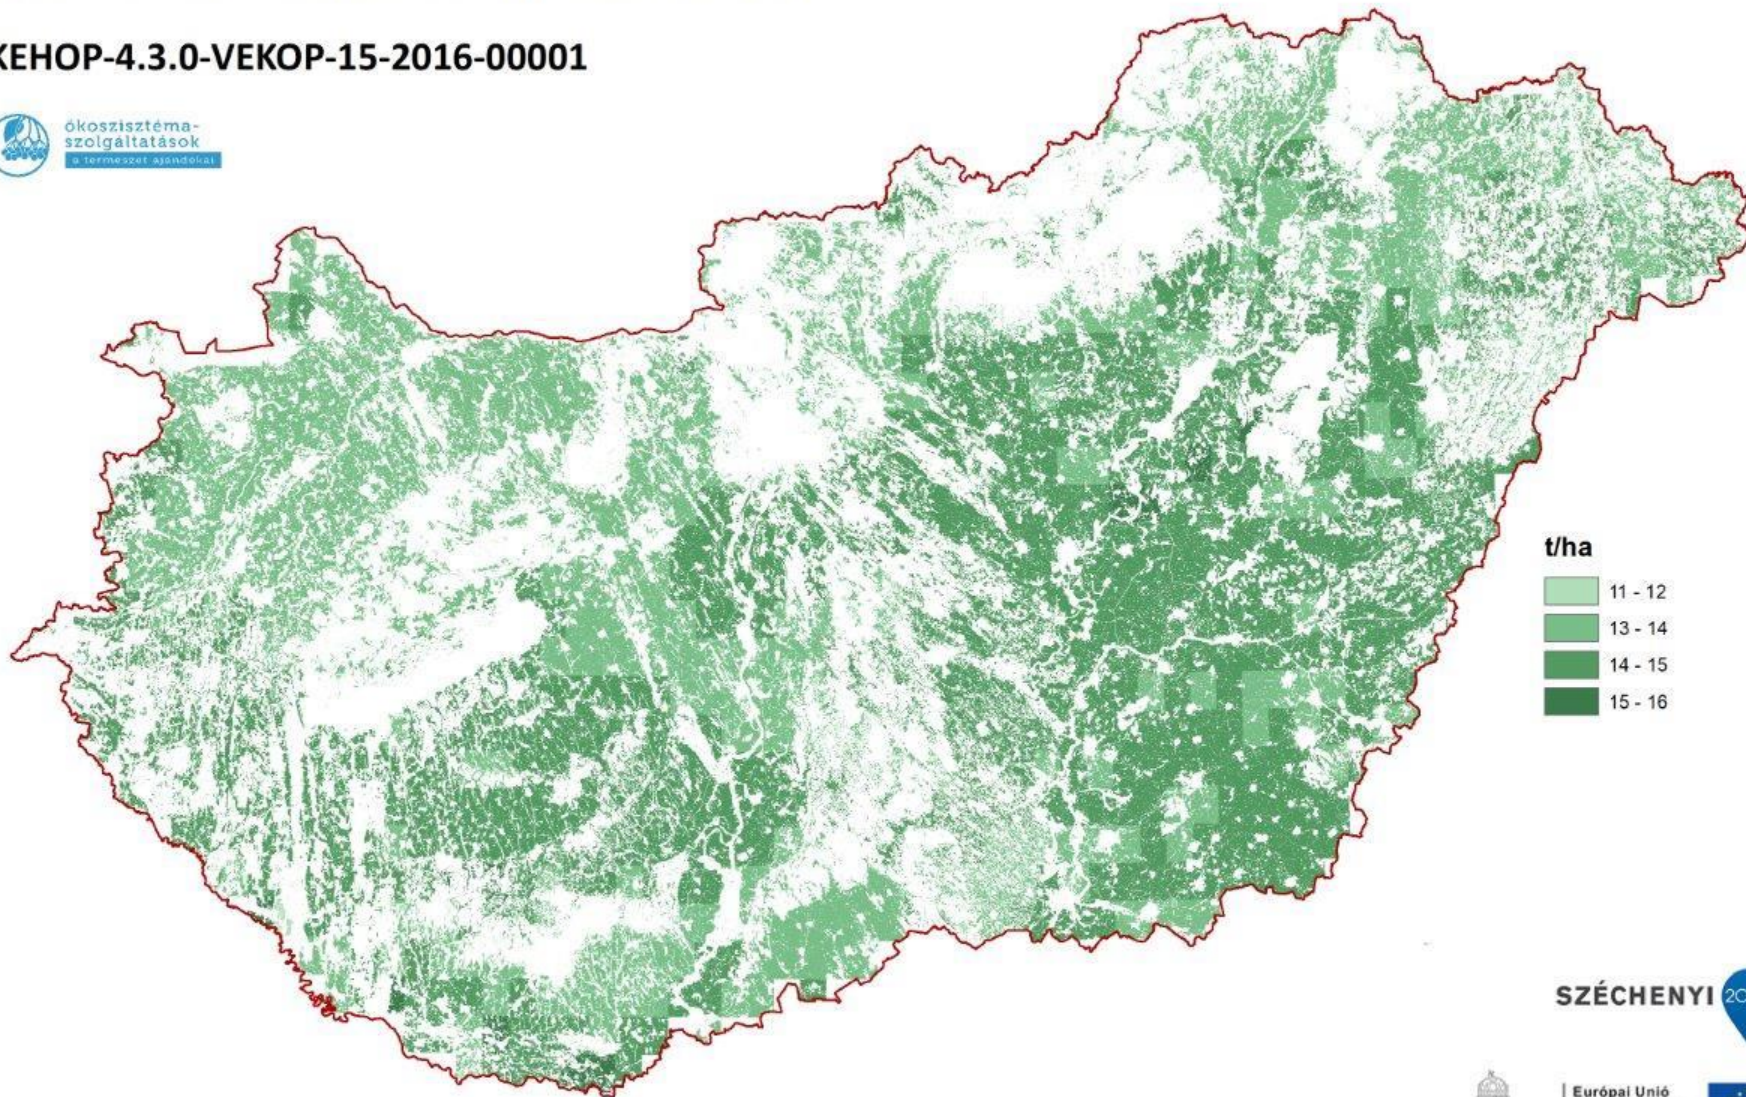 KEHOP-4.3.0-VEKOP-15-2016-00001
ökoszisztéma-
szolgáltatások
a természet ajándékai
t/ha
11 - 12
13 - 14
14 - 15
15 - 16
SZÉCHENYI
Európai Unió